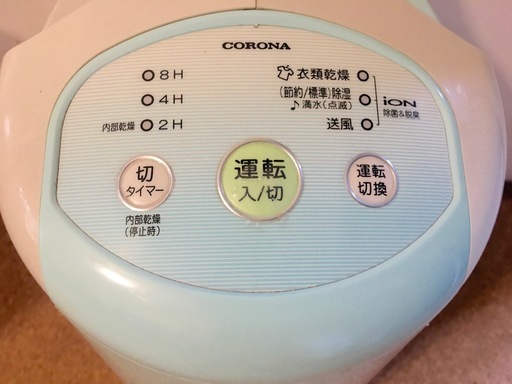 CORONA
8H
4H
内部乾燥 2H
衣類乾燥
(節約/標準)除湿
♪満水(点滅)
送風
iON
除菌&脱臭
切
タイマー
内部乾燥
(停止時)
運転
入/切
運転
切換